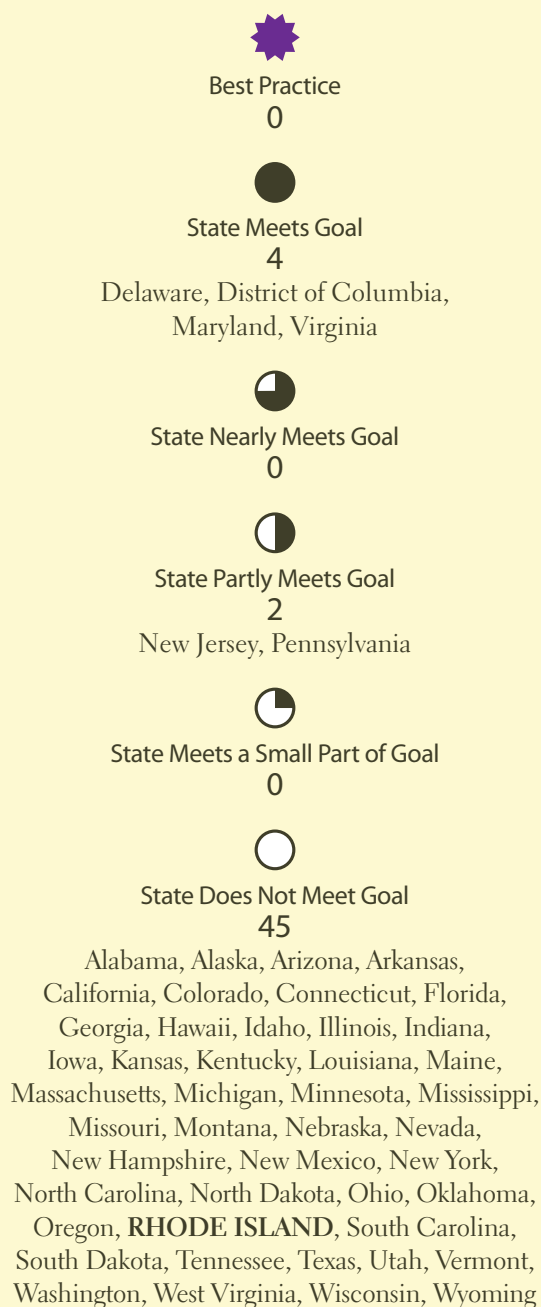 Best Practice
0
State Meets Goal
4
Delaware, District of Columbia,
Maryland, Virginia
State Nearly Meets Goal
0
State Partly Meets Goal
2
New Jersey, Pennsylvania
State Meets a Small Part of Goal
0
State Does Not Meet Goal
45
Alabama, Alaska, Arizona, Arkansas,
California, Colorado, Connecticut, Florida,
Georgia, Hawaii, Idaho, Illinois, Indiana,
Iowa, Kansas, Kentucky, Louisiana, Maine,
Massachusetts, Michigan, Minnesota, Mississippi,
Missouri, Montana, Nebraska, Nevada,
New Hampshire, New Mexico, New York,
North Carolina, North Dakota, Ohio, Oklahoma,
Oregon, RHODE ISLAND, South Carolina,
South Dakota, Tennessee, Texas, Utah, Vermont,
Washington, West Virginia, Wisconsin, Wyoming